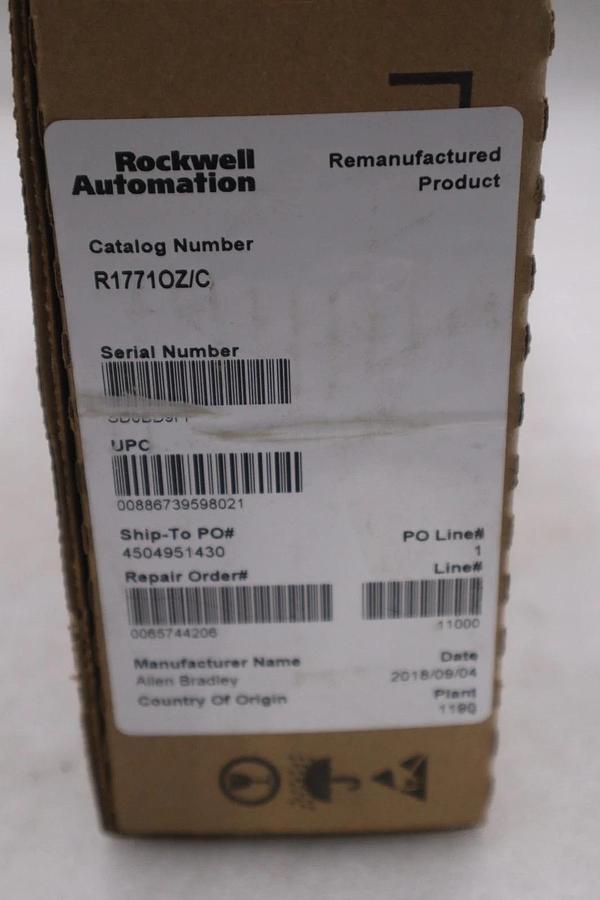 Rockwell
Automation
Remanufactured
Product
Catalog Number
R1771OZ/C
Serial Number
UPC
00886739598021
Ship-To PO#
4504951430
PO Line#
1
Repair Order#
0065744206
Line#
11000
Manufacturer Name
Allen Bradley
Date
2018/09/04
Country Of Origin
Plant
1190